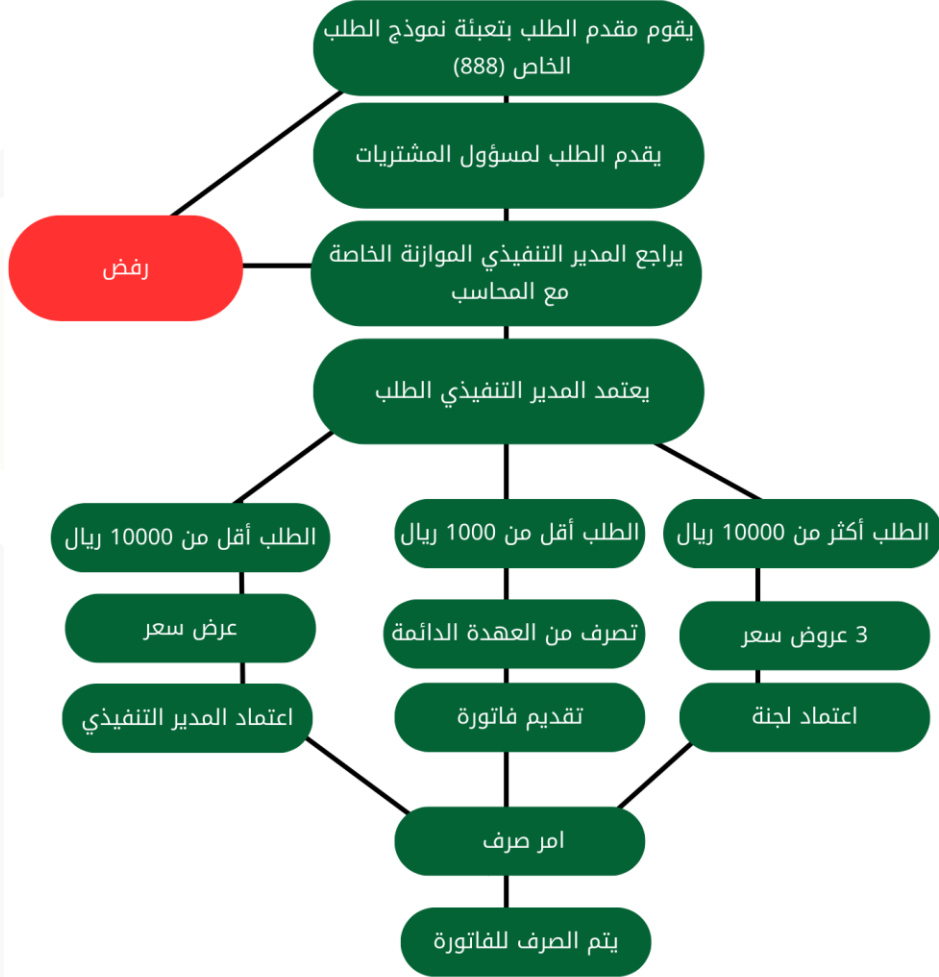 يقوم مقدم الطلب بتعبئة نموذج الطلب
الخاص (888)
يقدم الطلب لمسؤول المشتريات
يراجع المدير التنفيذي الموازنة الخاصة
مع المحاسب
رفض
يعتمد المدير التنفيذي الطلب
الطلب أكثر من 10000 ريال
الطلب أقل من 1000 ريال
الطلب أقل من 10000 ريال
3 عروض سعر
تصرف من العهدة الدائمة
عرض سعر
اعتماد لجنة
تقديم فاتورة
اعتماد المدير التنفيذي
امر صرف
يتم الصرف للفاتورة